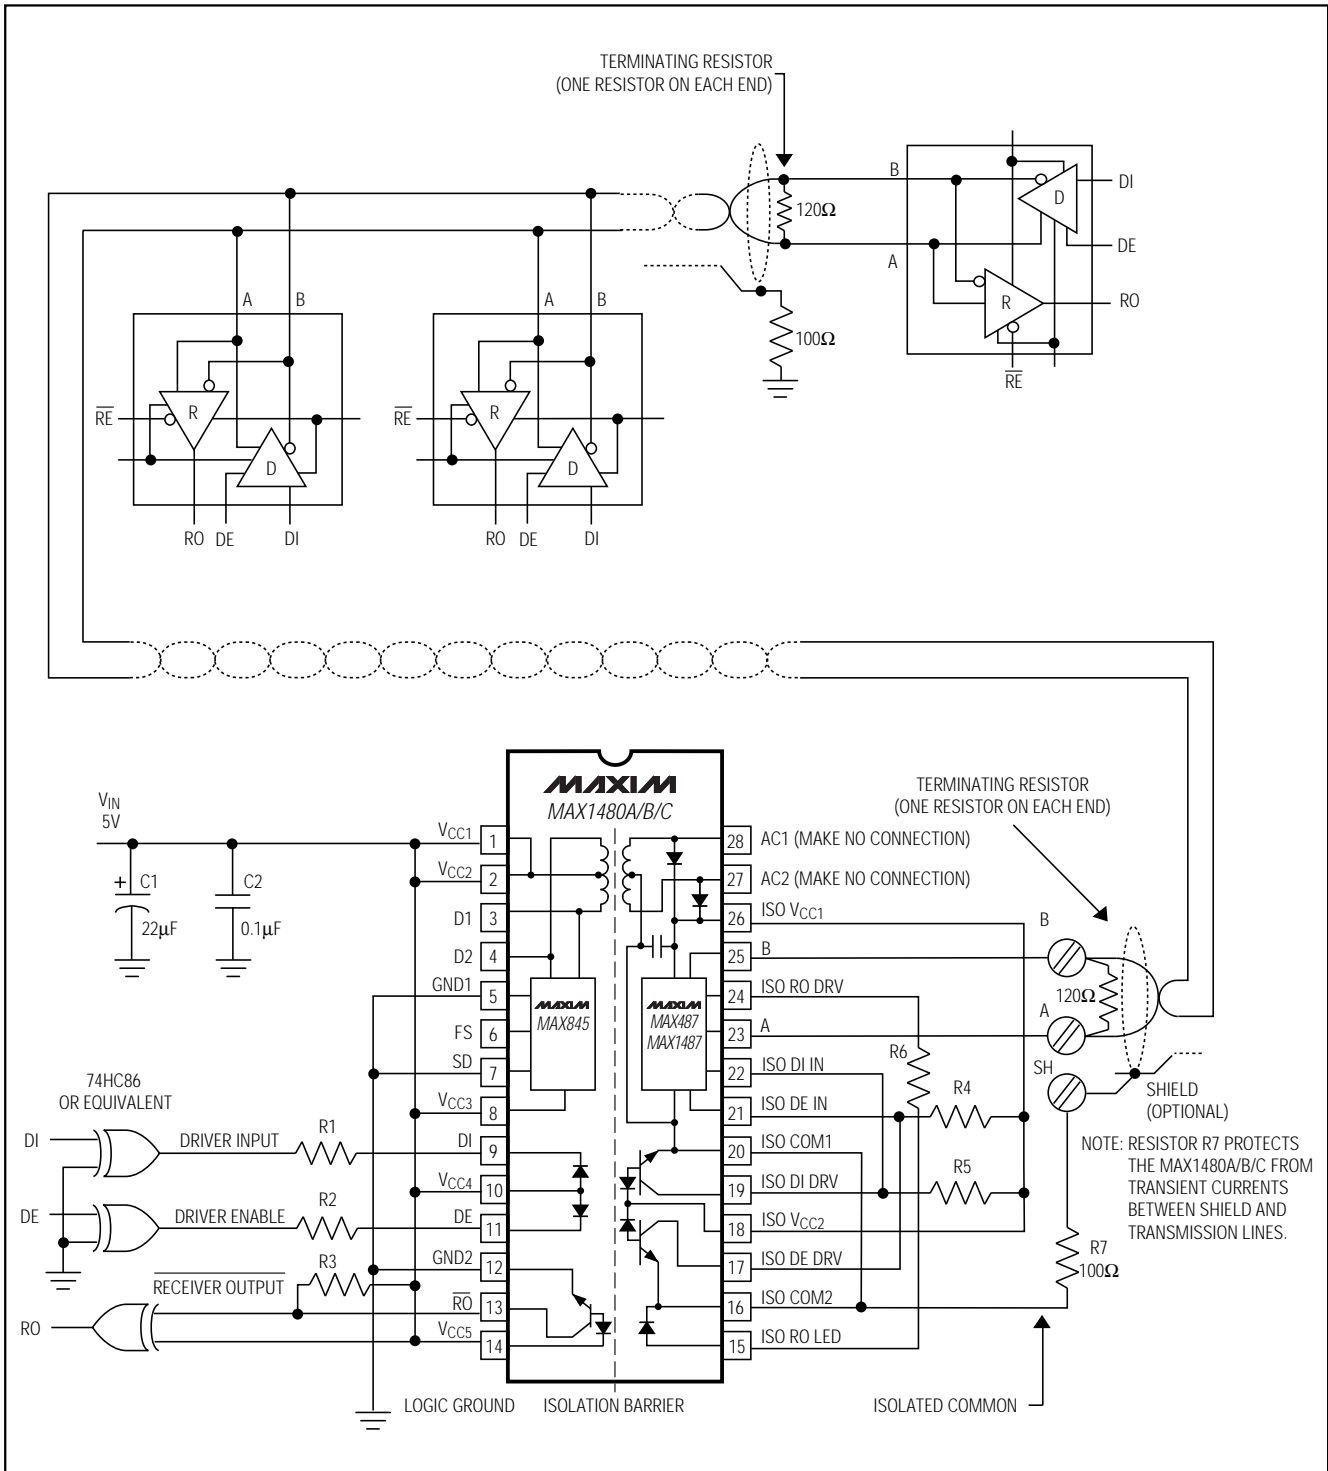 TERMINATING RESISTOR
(ONE RESISTOR ON EACH END)
B
120Ω
D
DI
DE
A
R
RO
RE
100Ω
A
B
R
RE
D
RO
DE
DI
A
B
R
RE
D
RO
DE
DI
VIN
5V
C1
22µF
C2
0.1µF
MAXIM
MAX1480A/B/C
VCC1
1
VCC2
2
D1
3
D2
4
GND1
5
FS
6
SD
7
VCC3
8
DI
9
VCC4
10
DE
11
GND2
12
RO
13
VCC5
14
MAXIM
MAX845
MAXIM
MAX487
MAX1487
28
AC1 (MAKE NO CONNECTION)
27
AC2 (MAKE NO CONNECTION)
26
ISO VCC1
25
B
24
ISO RO DRV
23
A
22
ISO DI IN
21
ISO DE IN
20
ISO COM1
19
ISO DI DRV
18
ISO VCC2
17
ISO DE DRV
16
ISO COM2
15
ISO RO LED
74HC86
OR EQUIVALENT
DI
DRIVER INPUT
R1
DE
DRIVER ENABLE
R2
R3
RECEIVER OUTPUT
RO
LOGIC GROUND
ISOLATION BARRIER
R6
R4
R5
TERMINATING RESISTOR
(ONE RESISTOR ON EACH END)
B
120Ω
A
SH
SHIELD
(OPTIONAL)
NOTE: RESISTOR R7 PROTECTS
THE MAX1480A/B/C FROM
TRANSIENT CURRENTS
BETWEEN SHIELD AND
TRANSMISSION LINES.
R7
100Ω
ISOLATED COMMON